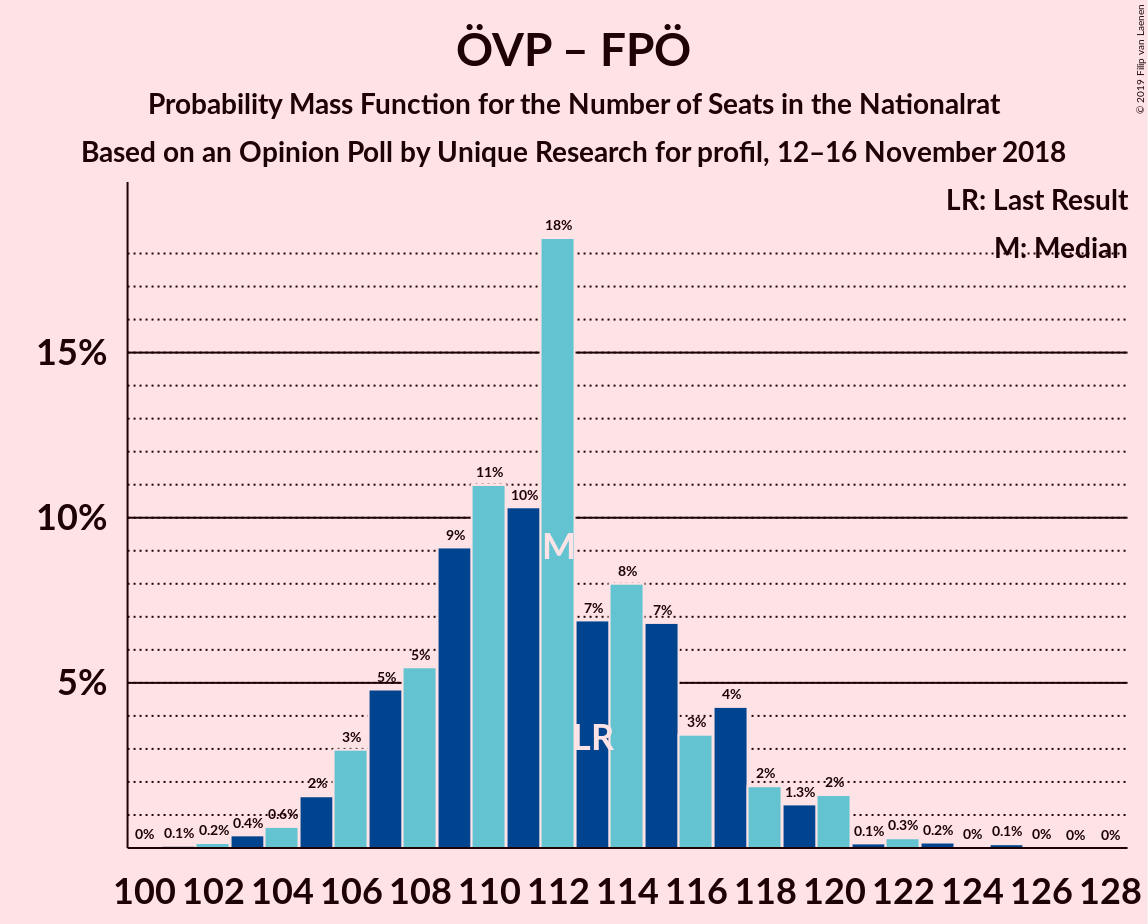 ÖVP – FPÖ
Probability Mass Function for the Number of Seats in the Nationalrat
Based on an Opinion Poll by Unique Research for profil, 12–16 November 2018
© 2019 Filip van Laenen
LR: Last Result
M: Median
15%
10%
5%
0% 0.1% 0.2% 0.4% 0.6% 2% 3% 5% 5% 9% 11% 10% 18% 7% 8% 7% 3% 4% 2% 1.3% 2% 0.1% 0.3% 0.2% 0% 0.1% 0% 0% 0%
M
LR
100 102 104 106 108 110 112 114 116 118 120 122 124 126 128